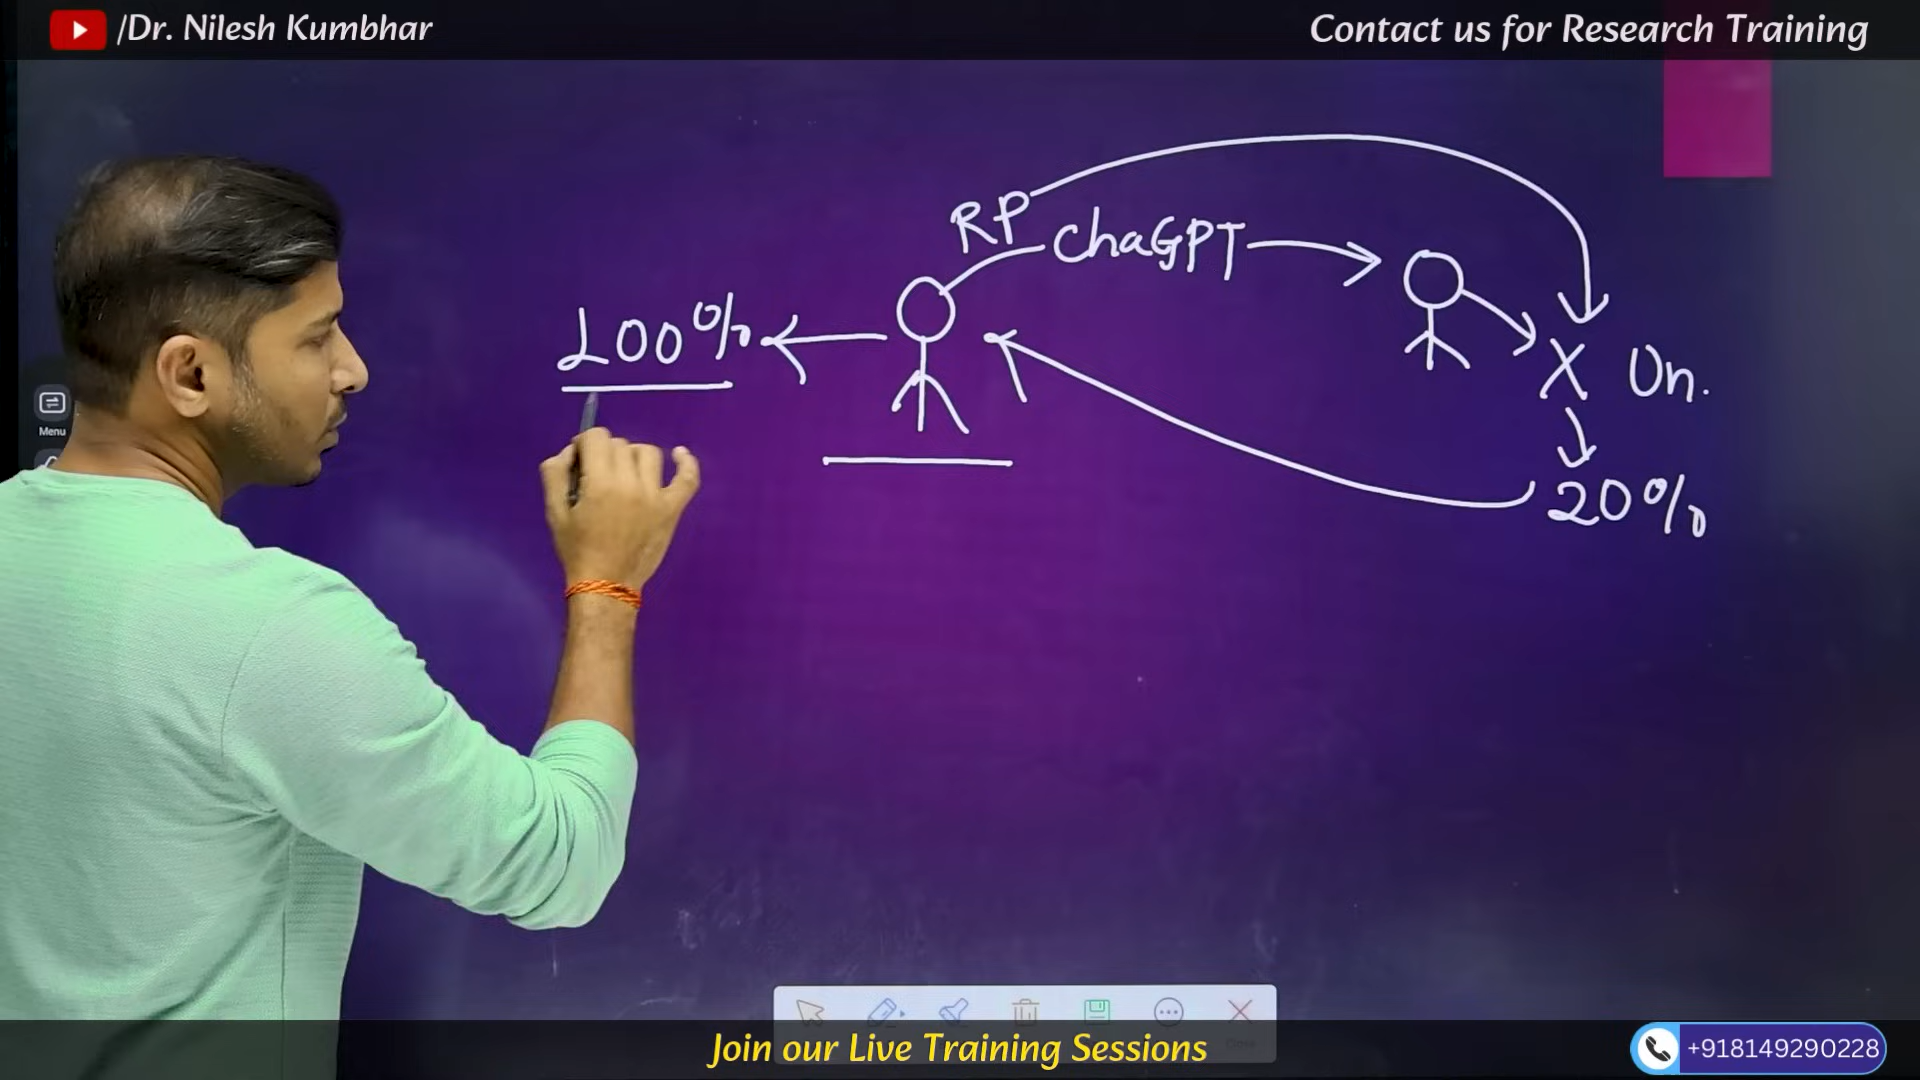 /Dr. Nilesh Kumbhar
Contact us for Research Training
RP
ChaGPT
100%
X Un.
20%
Menu
Join our Live Training Sessions
+918149290228